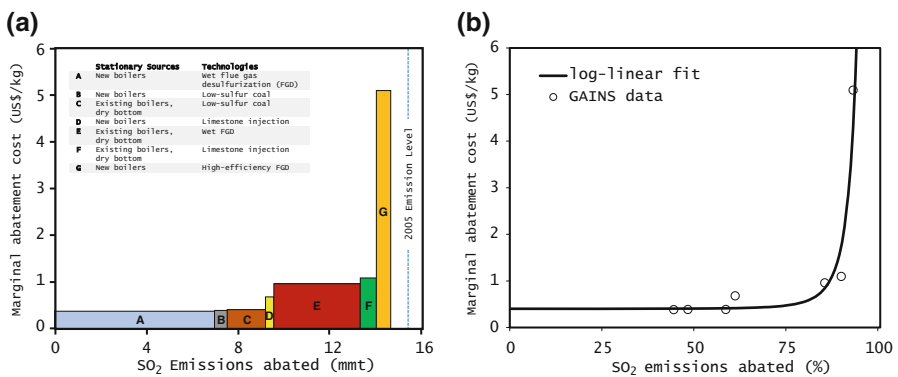 (a)
Marginal abatement cost (US$/kg)
6
5
4
3
2
1
0
Stationary Sources Technologies
A New boilers Wet flue gas
desulfurization (FGD)
B New boilers Low-sulfur coal
C Existing boilers, Low-sulfur coal
dry bottom
D New boilers Limestone injection
E Existing boilers, Wet FGD
dry bottom
F Existing boilers, Limestone injection
dry bottom
G New boilers High-efficiency FGD
A B C D E F G
2005 Emission Level
0 4 8 12 16
SO₂ Emissions abated (mmt)
(b)
Marginal abatement cost (US$/kg)
6
5
4
3
2
1
0
log-linear fit
GAINS data
0 25 50 75 100
SO₂ emissions abated (%)